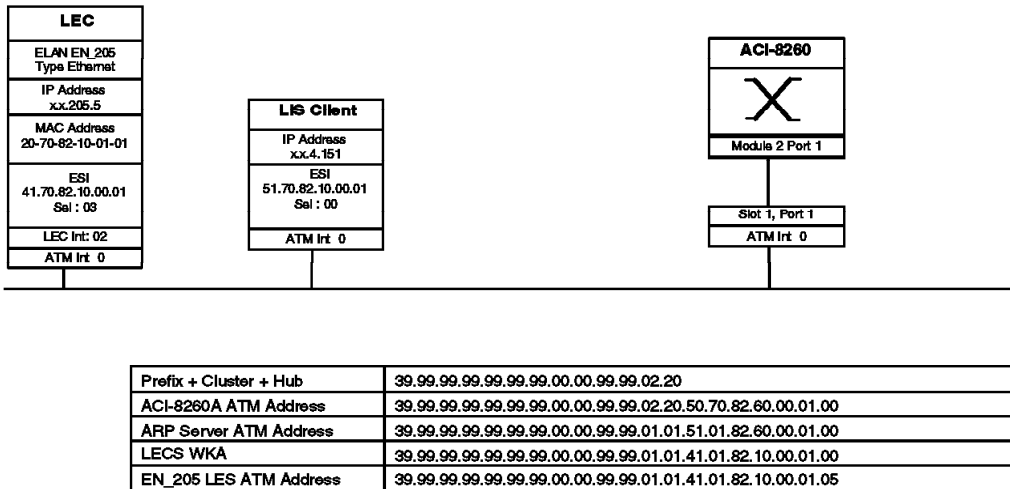 LEC
ELAN EN_205
Type Ethernet
IP Address
x.x.205.5
MAC Address
20-70-82-10-01-01
ESI
41.70.82.10.00.01
Sel : 03
LEC Int: 02
ATM Int 0
LIS Client
IP Address
x.x.4.151
ESI
51.70.82.10.00.01
Sel : 00
ATM Int 0
ACI-8260
Module 2 Port 1
Slot 1, Port 1
ATM Int 0
Prefix + Cluster + Hub 39.99.99.99.99.99.99.00.00.99.99.02.20
ACI-8260A ATM Address 39.99.99.99.99.99.99.00.00.99.99.02.20.50.70.82.60.00.01.00
ARP Server ATM Address 39.99.99.99.99.99.99.00.00.99.99.01.01.51.01.82.60.00.01.00
LECS WKA 39.99.99.99.99.99.99.00.00.99.99.01.01.41.01.82.10.00.01.00
EN_205 LES ATM Address 39.99.99.99.99.99.99.00.00.99.99.01.01.41.01.82.10.00.01.05